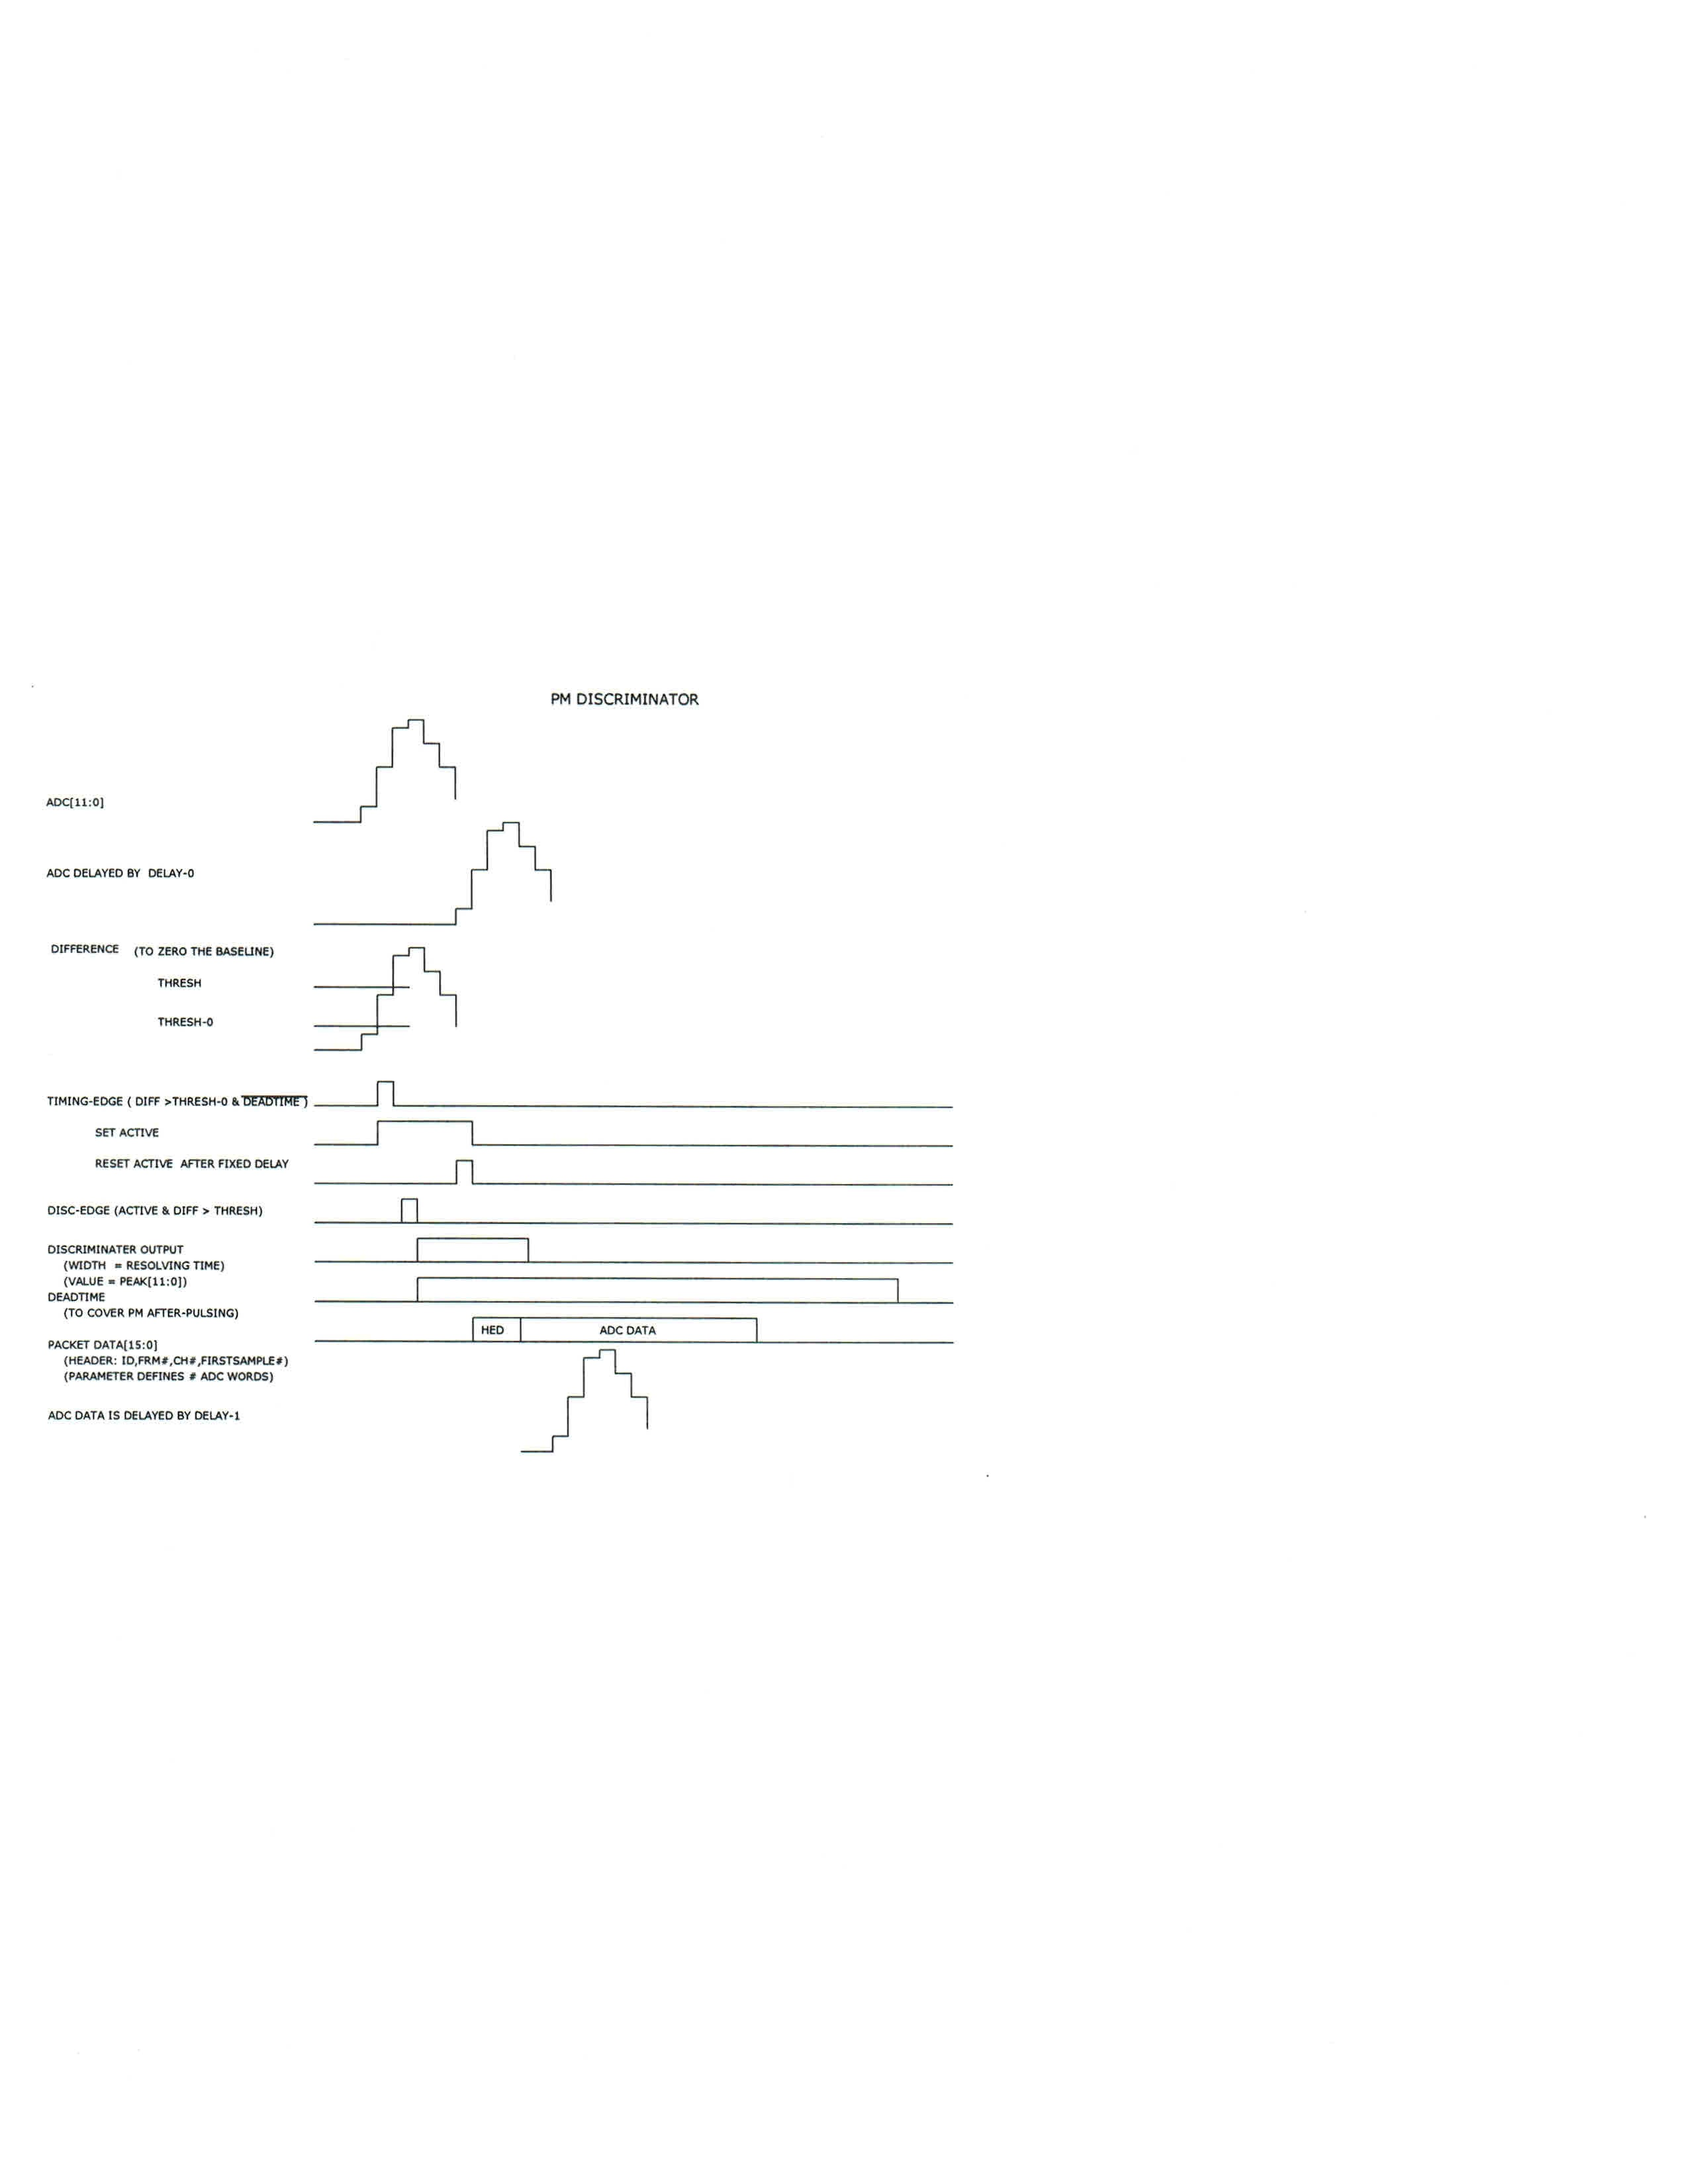 PM DISCRIMINATOR
ADC[11:0]
ADC DELAYED BY DELAY-0
DIFFERENCE (TO ZERO THE BASELINE)
THRESH
THRESH-0
TIMING-EDGE ( DIFF >THRESH-0 & DEADTIME )
SET ACTIVE
RESET ACTIVE AFTER FIXED DELAY
DISC-EDGE (ACTIVE & DIFF > THRESH)
DISCRIMINATER OUTPUT
(WIDTH = RESOLVING TIME)
(VALUE = PEAK[11:0])
DEADTIME
(TO COVER PM AFTER-PULSING)
HED ADC DATA
PACKET DATA[15:0]
(HEADER: ID,FRM#,CH#,FIRSTSAMPLE#)
(PARAMETER DEFINES # ADC WORDS)
ADC DATA IS DELAYED BY DELAY-1